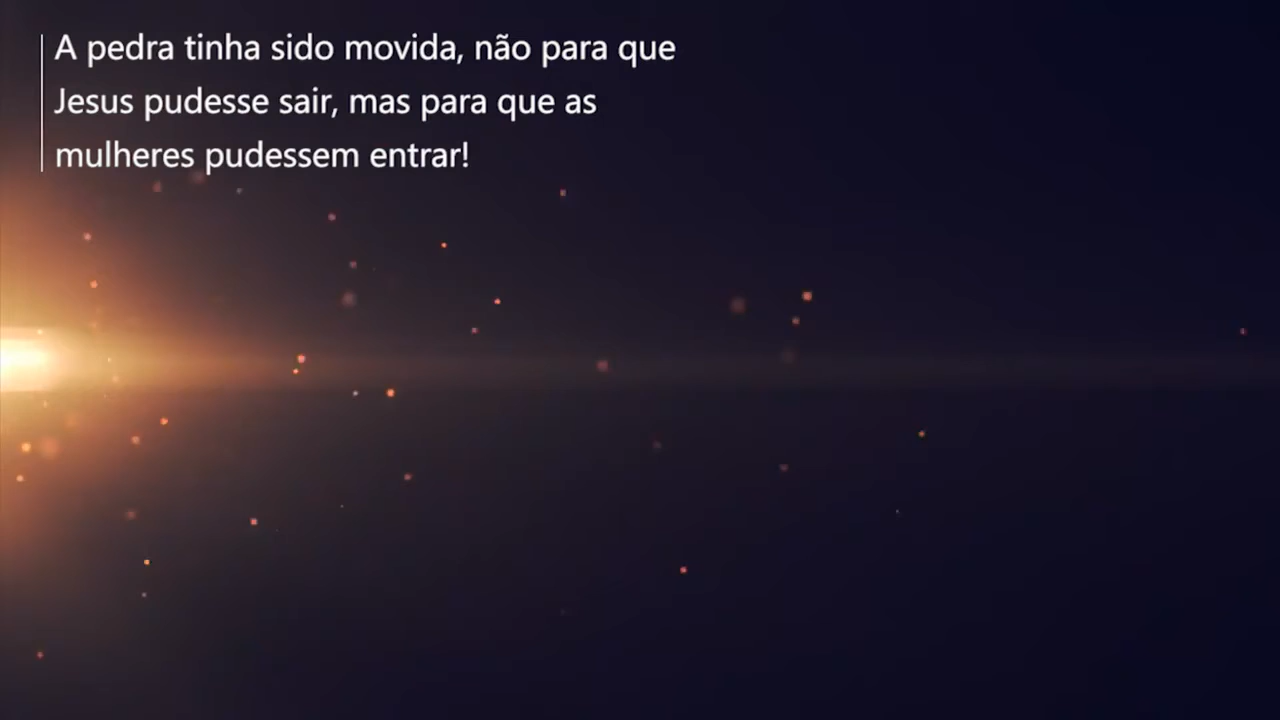 A pedra tinha sido movida, não para que
Jesus pudesse sair, mas para que as
mulheres pudessem entrar!